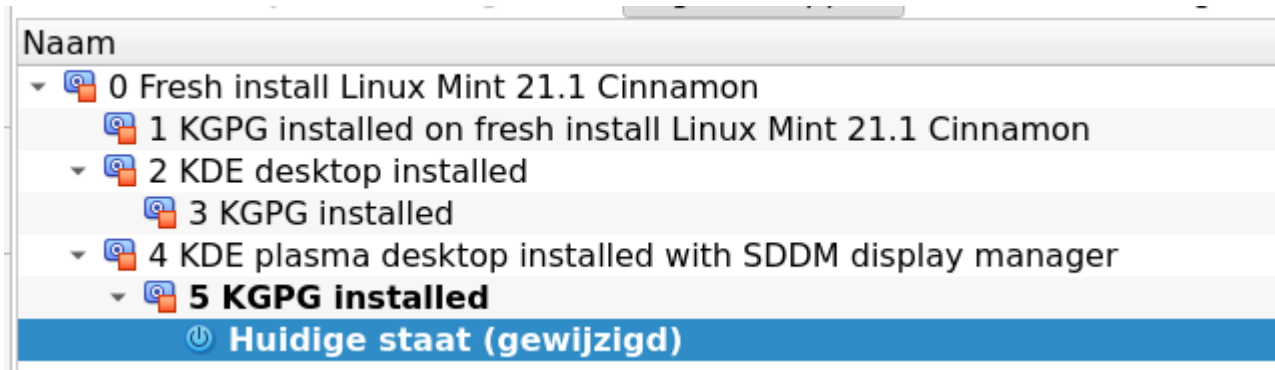 Naam
0 Fresh install Linux Mint 21.1 Cinnamon
1 KGPG installed on fresh install Linux Mint 21.1 Cinnamon
2 KDE desktop installed
3 KGPG installed
4 KDE plasma desktop installed with SDDM display manager
5 KGPG installed
Huidige staat (gewijzigd)